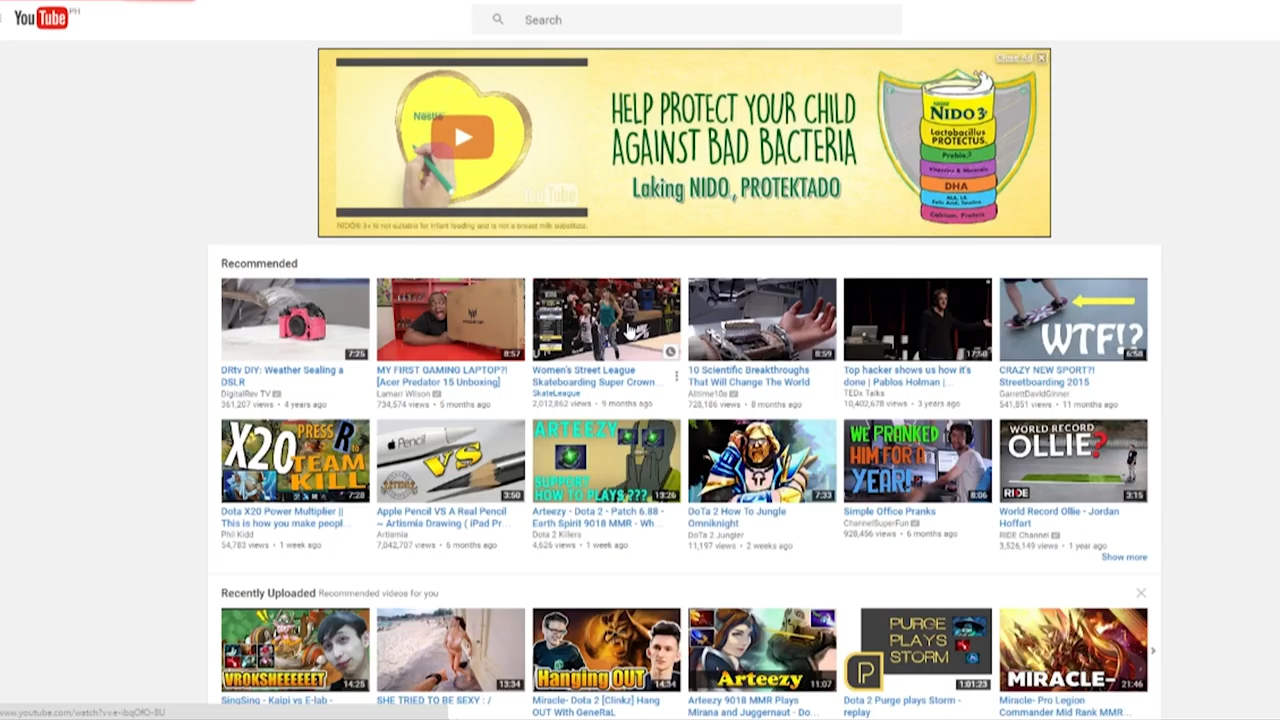 YouTube PH
Search
Close Ad X
Nestlé
YouTube
HELP PROTECT YOUR CHILD
AGAINST BAD BACTERIA
Laking NIDO, PROTEKTADO
NIDO 3+
Lactobacillus
PROTECTUS
Prebio 3
Vitamins & Minerals
DHA
ALA, LA
Folic Acid, Taurine
Calcium, Protein
NIDO® 3+ is not suitable for infant feeding and is not a breast milk substitute.
Recommended
7:25
8:57
8:59
17:50
WTF!?
6:58
DRtv DIY: Weather Sealing a
DSLR
DigitalRev TV
361,207 views • 4 years ago
MY FIRST GAMING LAPTOP?!
[Acer Predator 15 Unboxing]
Lamarr Wilson
734,574 views • 5 months ago
Women's Street League
Skateboarding Super Crown...
SkateLeague
2,012,862 views • 9 months ago
10 Scientific Breakthroughs
That Will Change The World
Alltime10s
728,186 views • 8 months ago
Top hacker shows us how it's
done | Pablos Holman |...
TEDx Talks
10,402,678 views • 3 years ago
CRAZY NEW SPORT?!
Streetboarding 2015
GarrettDavidGinner
541,851 views • 11 months ago
X20 PRESS R to
TEAM
KILL
7:28
Pencil
VS
3:50
ARTEEZY
SUPPORT
HOW TO PLAYS ???
13:26
7:33
WE PRANKED
HIM FOR A
YEAR!
8:06
WORLD RECORD
OLLIE?
RIDE
3:15
Dota X20 Power Multiplier ||
This is how you make peopl...
Phil Kidd
54,783 views • 1 week ago
Apple Pencil VS A Real Pencil
~ Artismia Drawing ( iPad Pr...
Artismia
7,042,707 views • 6 months ago
Arteezy - Dota 2 - Patch 6.88 -
Earth Spirit 9018 MMR - Wh...
Dota 2 Killers
4,626 views • 1 week ago
DoTa 2 How To Jungle
Omniknight
DoTa 2 Jungler
11,197 views • 2 weeks ago
Simple Office Pranks
ChannelSuperFun
928,456 views • 6 months ago
World Record Ollie - Jordan
Hoffart
RIDE Channel
3,526,149 views • 1 year ago
Show more
Recently Uploaded Recommended videos for you
VROKSHEEEEEET
14:25
13:34
Hanging OUT
14:34
Arteezy
11:07
PURGE
PLAYS
STORM
1:01:23
MIRACLE-
21:46
SingSing - Kaipi vs E-lab -
SHE TRIED TO BE SEXY : /
Miracle- Dota 2 [Clinkz] Hang
OUT With GeneRaL
Arteezy 9018 MMR Plays
Mirana and Juggernaut - Do...
Dota 2 Purge plays Storm -
replay
Miracle- Pro Legion
Commander Mid Rank MMR...